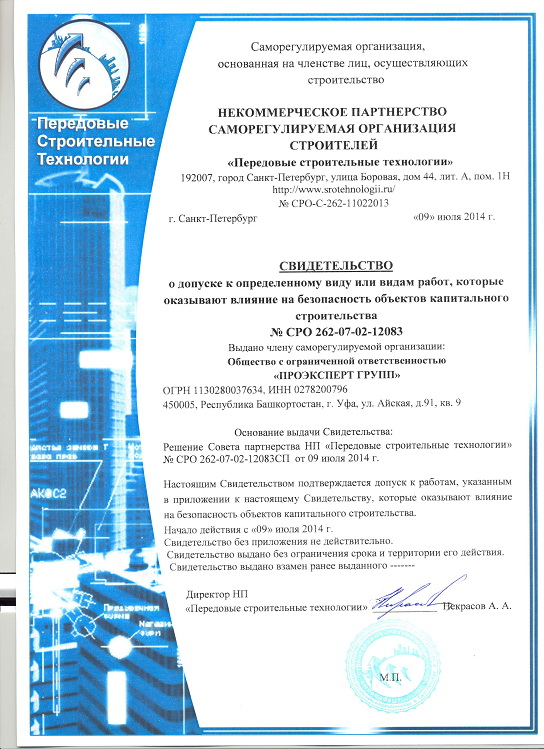 Передовые
Строительные
Технологии
Саморегулируемая организация,
основанная на членстве лиц, осуществляющих
строительство
НЕКОММЕРЧЕСКОЕ ПАРТНЕРСТВО
САМОРЕГУЛИРУЕМАЯ ОРГАНИЗАЦИЯ
СТРОИТЕЛЕЙ
«Передовые строительные технологии»
192007, город Санкт-Петербург, улица Боровая, дом 44, лит. А, пом. 1Н
http://www.srotehnologii.ru/
№ СРО-С-262-11022013
г. Санкт-Петербург «09» июля 2014 г.
СВИДЕТЕЛЬСТВО
о допуске к определенному виду или видам работ, которые
оказывают влияние на безопасность объектов капитального
строительства
№ СРО 262-07-02-12083
Выдано члену саморегулируемой организации:
Общество с ограниченной ответственностью
«ПРОЭКСПЕРТ ГРУПП»
ОГРН 1130280037634, ИНН 0278200796
450005, Республика Башкортостан, г. Уфа, ул. Айская, д.91, кв. 9
Основание выдачи Свидетельства:
Решение Совета партнерства НП «Передовые строительные технологии»
№ СРО 262-07-02-12083СП от 09 июля 2014 г.
Настоящим Свидетельством подтверждается допуск к работам, указанным
в приложении к настоящему Свидетельству, которые оказывают влияние
на безопасность объектов капитального строительства.
Начало действия с «09» июля 2014 г.
Свидетельство без приложения не действительно.
Свидетельство выдано без ограничения срока и территории его действия.
Свидетельство выдано взамен ранее выданного -------
Директор НП
«Передовые строительные технологии» Некрасов А. А.
М.П.
АКОС2